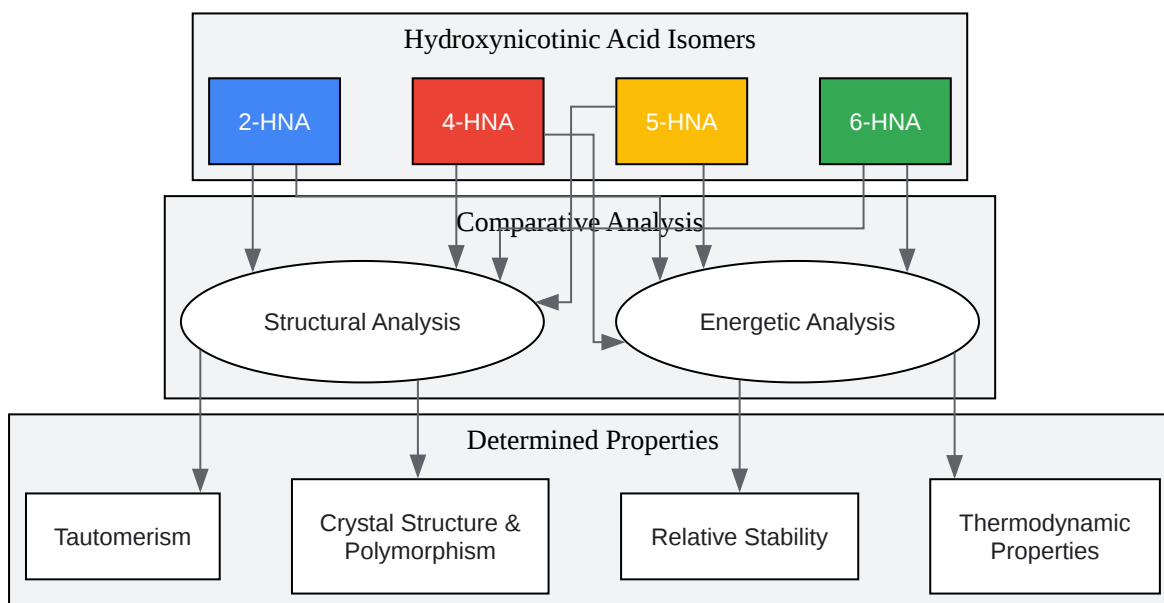 Hydroxynicotinic Acid Isomers
2-HNA
4-HNA
5-HNA
6-HNA
Comparative Analysis
Structural Analysis
Energetic Analysis
Determined Properties
Tautomerism
Crystal Structure &
Polymorphism
Relative Stability
Thermodynamic
Properties